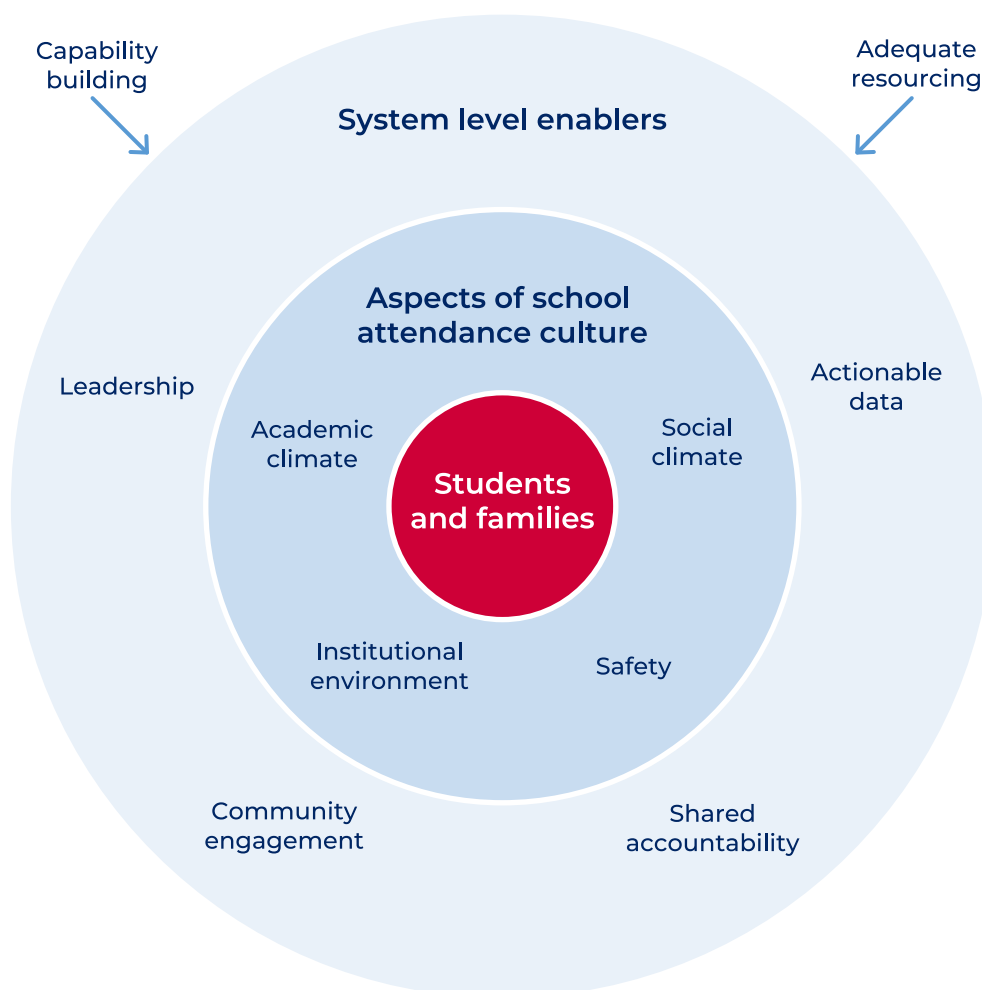 Capability
building
Adequate
resourcing
System level enablers
Aspects of school
attendance culture
Leadership
Actionable
data
Academic
climate
Social
climate
Students
and families
Institutional
environment
Safety
Community
engagement
Shared
accountability